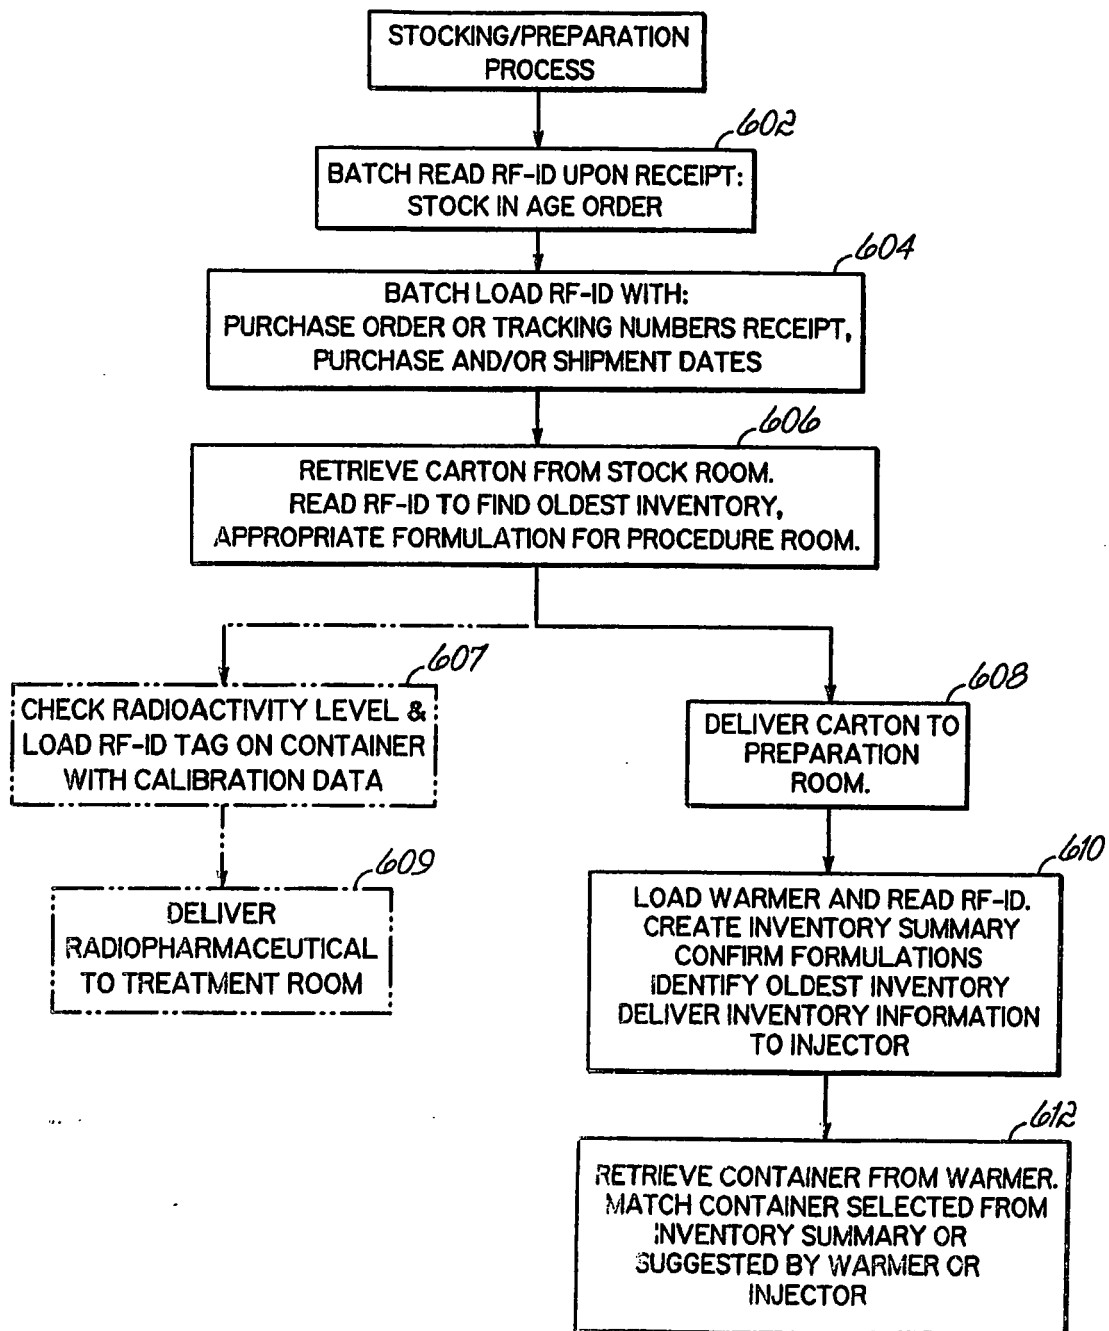 STOCKING/PREPARATION
PROCESS
602
BATCH READ RF-ID UPON RECEIPT:
STOCK IN AGE ORDER
604
BATCH LOAD RF-ID WITH:
PURCHASE ORDER OR TRACKING NUMBERS RECEIPT,
PURCHASE AND/OR SHIPMENT DATES
606
RETRIEVE CARTON FROM STOCK ROOM.
READ RF-ID TO FIND OLDEST INVENTORY,
APPROPRIATE FORMULATION FOR PROCEDURE ROOM.
607
CHECK RADIOACTIVITY LEVEL &
LOAD RF-ID TAG ON CONTAINER
WITH CALIBRATION DATA
608
DELIVER CARTON TO
PREPARATION
ROOM.
609
DELIVER
RADIOPHARMACEUTICAL
TO TREATMENT ROOM
610
LOAD WARMER AND READ RF-ID.
CREATE INVENTORY SUMMARY
CONFIRM FORMULATIONS
IDENTIFY OLDEST INVENTORY
DELIVER INVENTORY INFORMATION
TO INJECTOR
612
RETRIEVE CONTAINER FROM WARMER.
MATCH CONTAINER SELECTED FROM
INVENTORY SUMMARY OR
SUGGESTED BY WARMER OR
INJECTOR